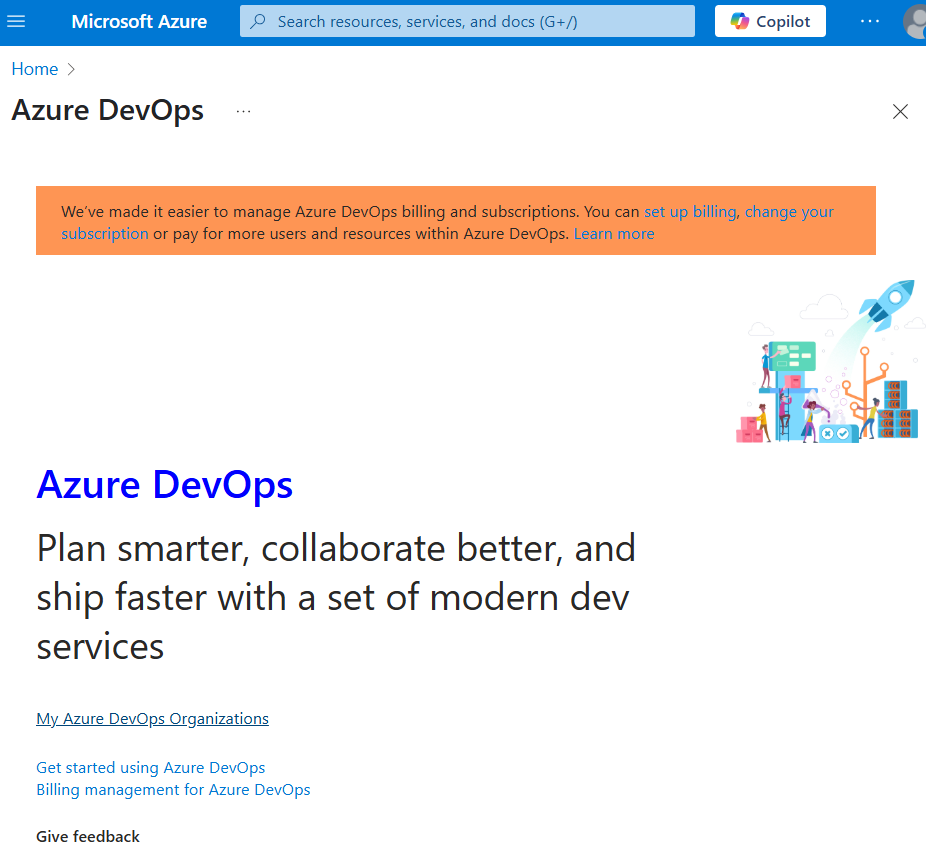 Microsoft Azure
Search resources, services, and docs (G+/)
Copilot
Home
Azure DevOps
We've made it easier to manage Azure DevOps billing and subscriptions. You can set up billing, change your
subscription or pay for more users and resources within Azure DevOps. Learn more
Azure DevOps
Plan smarter, collaborate better, and
ship faster with a set of modern dev
services
My Azure DevOps Organizations
Get started using Azure DevOps
Billing management for Azure DevOps
Give feedback